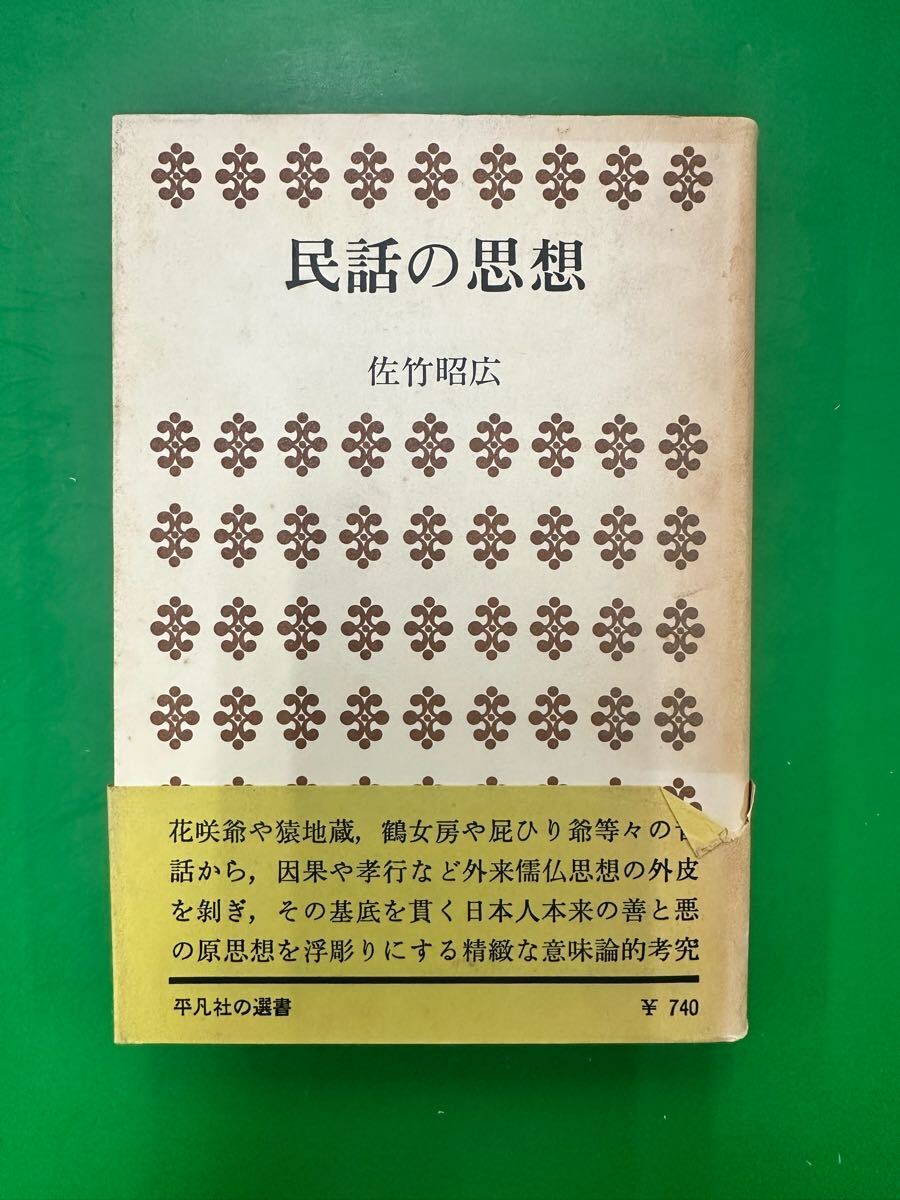 民話の思想
佐竹昭広
花咲爺や猿地蔵，鶴女房や屁ひり爺等々の
話から，因果や孝行など外来儒仏思想の外皮
を剝ぎ，その基底を貫く日本人本来の善と悪
の原思想を浮彫りにする精緻な意味論的考究
平凡社の選書
¥ 740